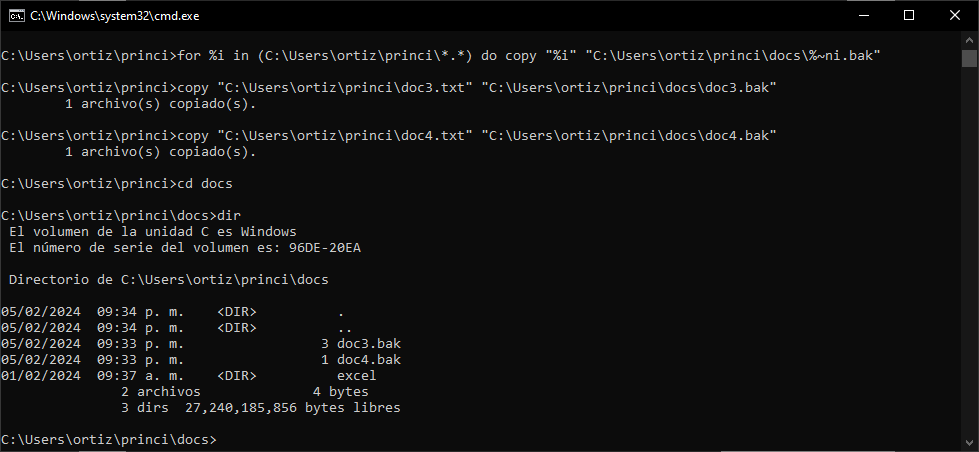 C:\Windows\system32\cmd.exe
C:\Users\ortiz\princi>for %i in (C:\Users\ortiz\princi\*.*) do copy "%i" "C:\Users\ortiz\princi\docs\%~ni.bak"
C:\Users\ortiz\princi>copy "C:\Users\ortiz\princi\doc3.txt" "C:\Users\ortiz\princi\docs\doc3.bak"
        1 archivo(s) copiado(s).
C:\Users\ortiz\princi>copy "C:\Users\ortiz\princi\doc4.txt" "C:\Users\ortiz\princi\docs\doc4.bak"
        1 archivo(s) copiado(s).
C:\Users\ortiz\princi>cd docs
C:\Users\ortiz\princi\docs>dir
 El volumen de la unidad C es Windows
 El número de serie del volumen es: 96DE-20EA
 Directorio de C:\Users\ortiz\princi\docs
05/02/2024  09:34 p. m.    <DIR>          .
05/02/2024  09:34 p. m.    <DIR>          ..
05/02/2024  09:33 p. m.                 3 doc3.bak
05/02/2024  09:33 p. m.                 1 doc4.bak
01/02/2024  09:37 a. m.    <DIR>          excel
               2 archivos              4 bytes
               3 dirs  27,240,185,856 bytes libres
C:\Users\ortiz\princi\docs>